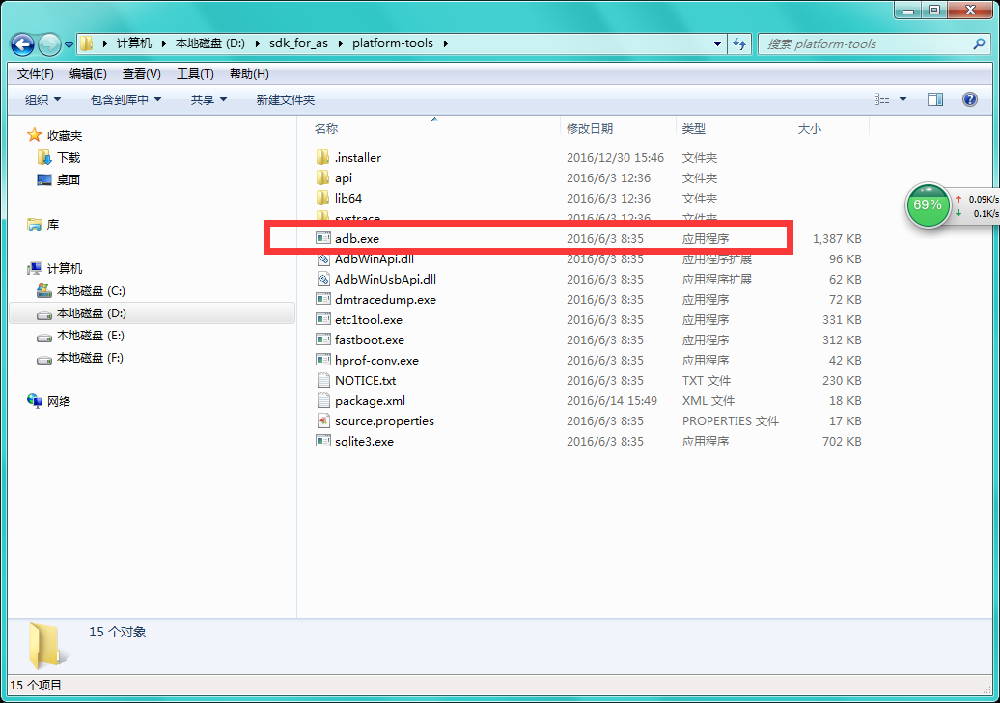 计算机 本地磁盘 (D:) sdk_for_as platform-tools
搜索 platform-tools
文件(F) 编辑(E) 查看(V) 工具(T) 帮助(H)
组织 包含到库中 共享 新建文件夹
收藏夹
下载
桌面
库
计算机
本地磁盘 (C:)
本地磁盘 (D:)
本地磁盘 (E:)
本地磁盘 (F:)
网络
名称 修改日期 类型 大小
.installer 2016/12/30 15:46 文件夹
api 2016/6/3 12:36 文件夹
lib64 2016/6/3 12:36 文件夹
systrace 2016/6/3 12:36 文件夹
adb.exe 2016/6/3 8:35 应用程序 1,387 KB
AdbWinApi.dll 2016/6/3 8:35 应用程序扩展 96 KB
AdbWinUsbApi.dll 2016/6/3 8:35 应用程序扩展 62 KB
dmtracedump.exe 2016/6/3 8:35 应用程序 72 KB
etc1tool.exe 2016/6/3 8:35 应用程序 331 KB
fastboot.exe 2016/6/3 8:35 应用程序 312 KB
hprof-conv.exe 2016/6/3 8:35 应用程序 42 KB
NOTICE.txt 2016/6/3 8:35 TXT 文件 230 KB
package.xml 2016/6/14 15:49 XML 文件 18 KB
source.properties 2016/6/3 8:35 PROPERTIES 文件 17 KB
sqlite3.exe 2016/6/3 8:35 应用程序 702 KB
69%
0.09K/s
0.1K/s
15 个对象
15 个项目